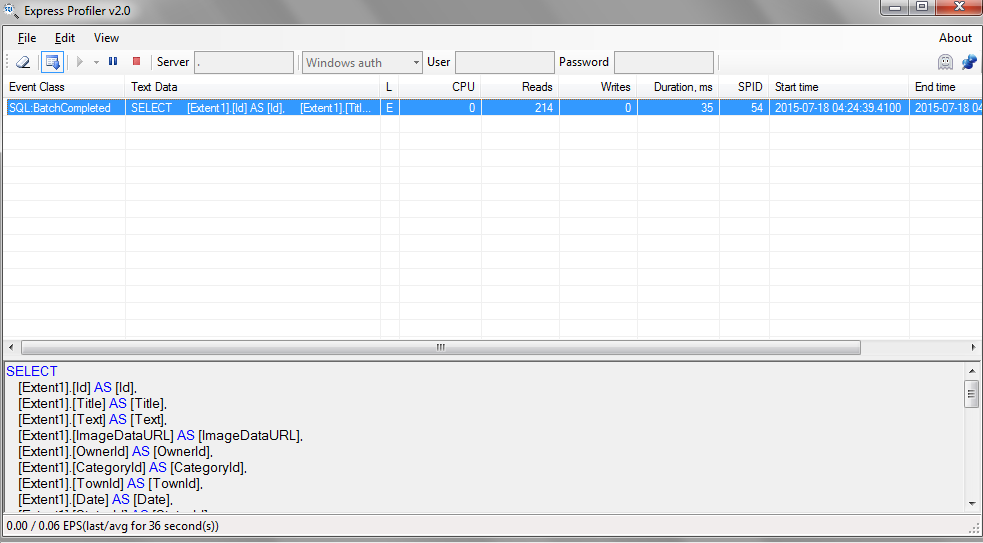 Express Profiler v2.0
File Edit View About
Server . Windows auth User Password
Event Class Text Data L CPU Reads Writes Duration, ms SPID Start time End time
SQL:BatchCompleted SELECT [Extent1].[Id] AS [Id], [Extent1].[Titl... E 0 214 0 35 54 2015-07-18 04:24:39.4100 2015-07-18 04
SELECT
[Extent1].[Id] AS [Id],
[Extent1].[Title] AS [Title],
[Extent1].[Text] AS [Text],
[Extent1].[ImageDataURL] AS [ImageDataURL],
[Extent1].[OwnerId] AS [OwnerId],
[Extent1].[CategoryId] AS [CategoryId],
[Extent1].[TownId] AS [TownId],
[Extent1].[Date] AS [Date],
0.00 / 0.06 EPS(last/avg for 36 second(s))